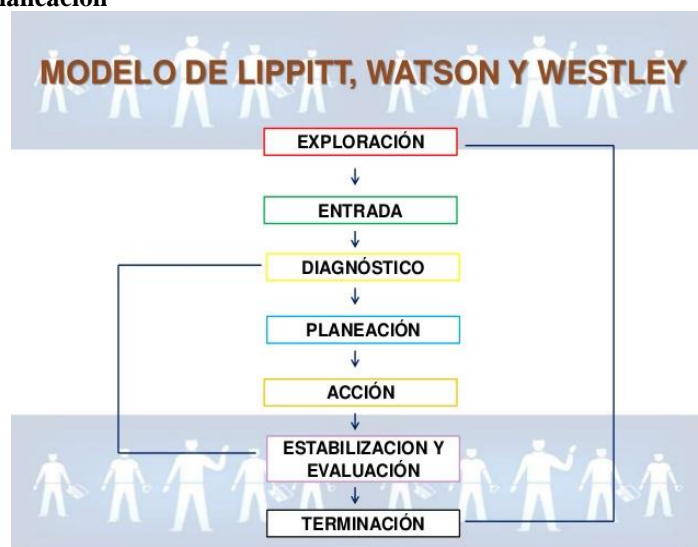 MODELO DE LIPPITT, WATSON Y WESTLEY
EXPLORACIÓN
ENTRADA
DIAGNÓSTICO
PLANEACIÓN
ACCIÓN
ESTABILIZACION Y
EVALUACIÓN
TERMINACIÓN